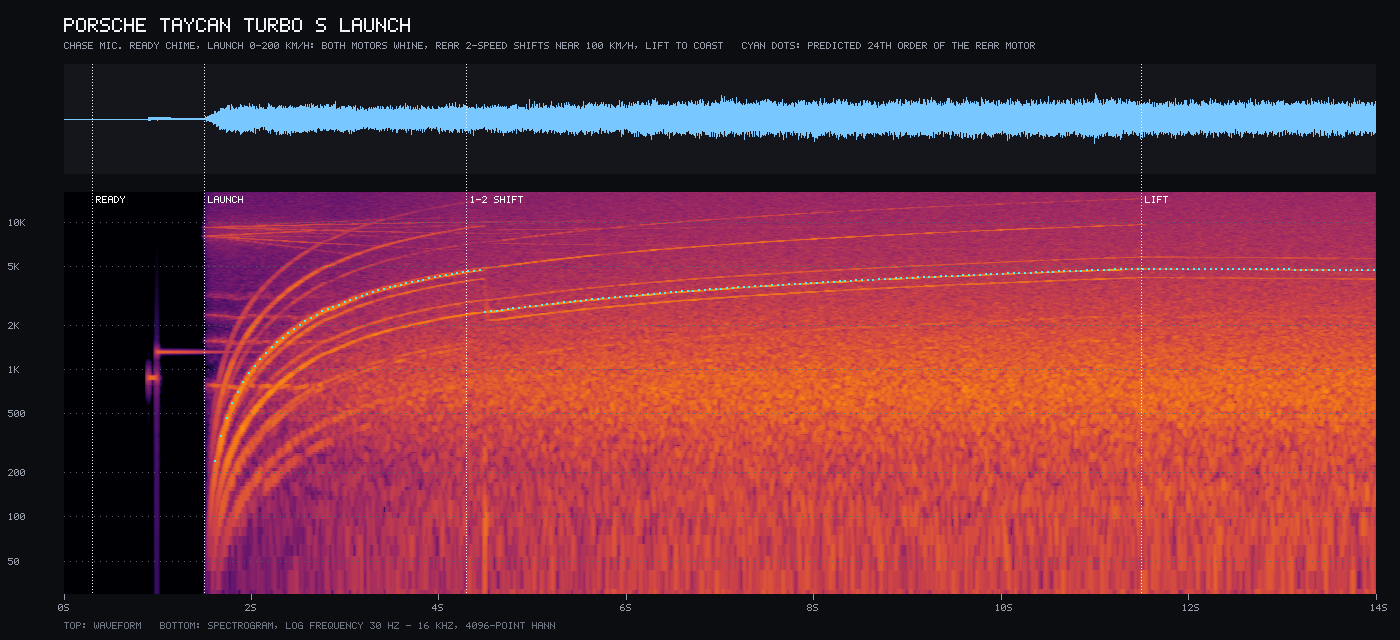 PORSCHE TAYCAN TURBO S LAUNCH
CHASE MIC. READY CHIME, LAUNCH 0-200 KM/H: BOTH MOTORS WHINE, REAR 2-SPEED SHIFTS NEAR 100 KM/H, LIFT TO COAST   CYAN DOTS: PREDICTED 24TH ORDER OF THE REAR MOTOR
READY LAUNCH 1-2 SHIFT LIFT
10K
5K
2K
1K
500
200
100
50
0S 2S 4S 6S 8S 10S 12S 14S
TOP: WAVEFORM   BOTTOM: SPECTROGRAM, LOG FREQUENCY 30 HZ - 16 KHZ, 4096-POINT HANN